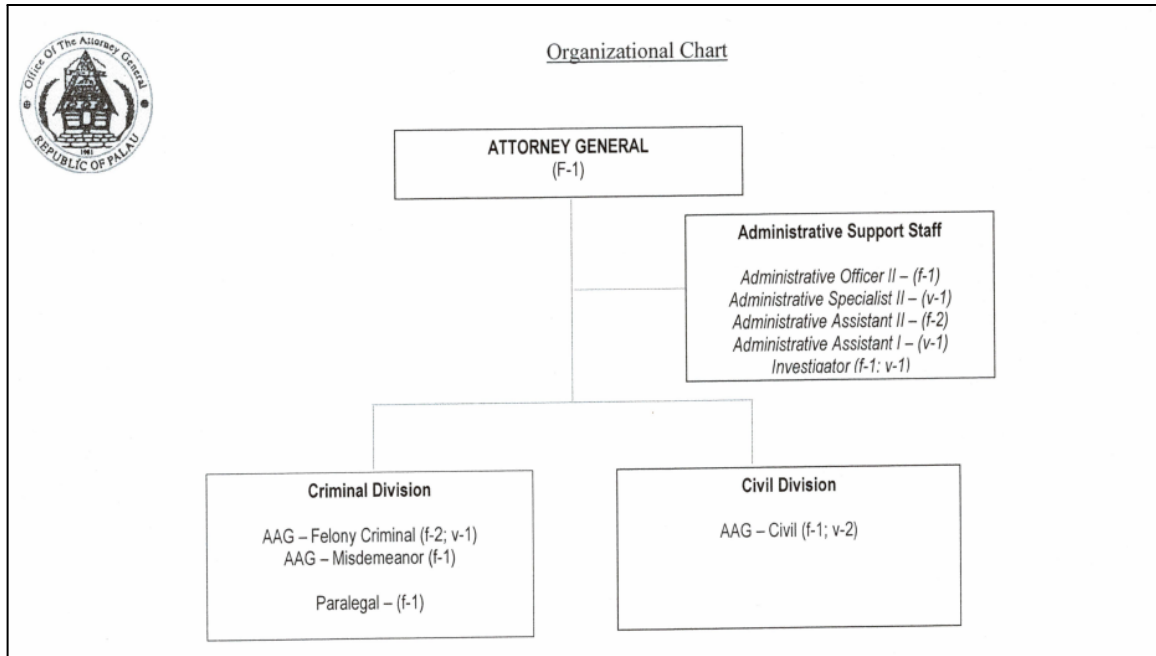 Office Of The Attorney General
REPUBLIC OF PALAU
1981
Organizational Chart
ATTORNEY GENERAL
(F-1)
Administrative Support Staff
Administrative Officer II – (f-1)
Administrative Specialist II – (v-1)
Administrative Assistant II – (f-2)
Administrative Assistant I – (v-1)
Investigator (f-1; v-1)
Criminal Division
AAG – Felony Criminal (f-2; v-1)
AAG – Misdemeanor (f-1)
Paralegal – (f-1)
Civil Division
AAG – Civil (f-1; v-2)